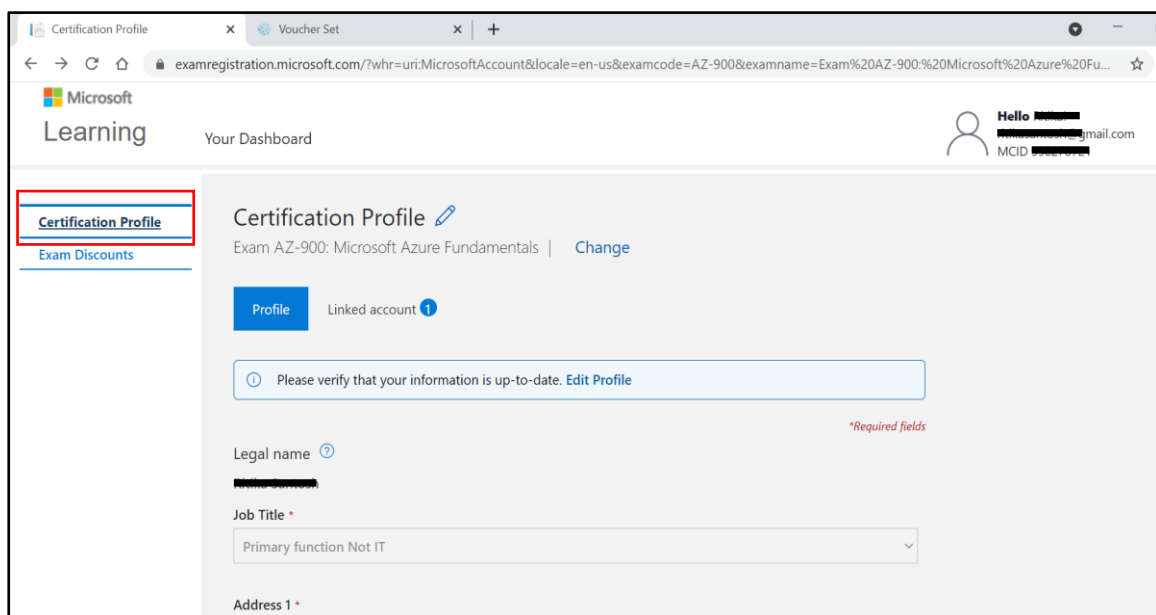 Certification Profile
Voucher Set
examregistration.microsoft.com/?whr=uri:MicrosoftAccount&locale=en-us&examcode=AZ-900&examname=Exam%20AZ-900:%20Microsoft%20Azure%20Fu...
Microsoft
Learning
Your Dashboard
Hello
@gmail.com
MCID
Certification Profile
Exam Discounts
Certification Profile
Exam AZ-900: Microsoft Azure Fundamentals | Change
Profile
Linked account 1
Please verify that your information is up-to-date. Edit Profile
*Required fields
Legal name ?
Job Title *
Primary function Not IT
Address 1 *